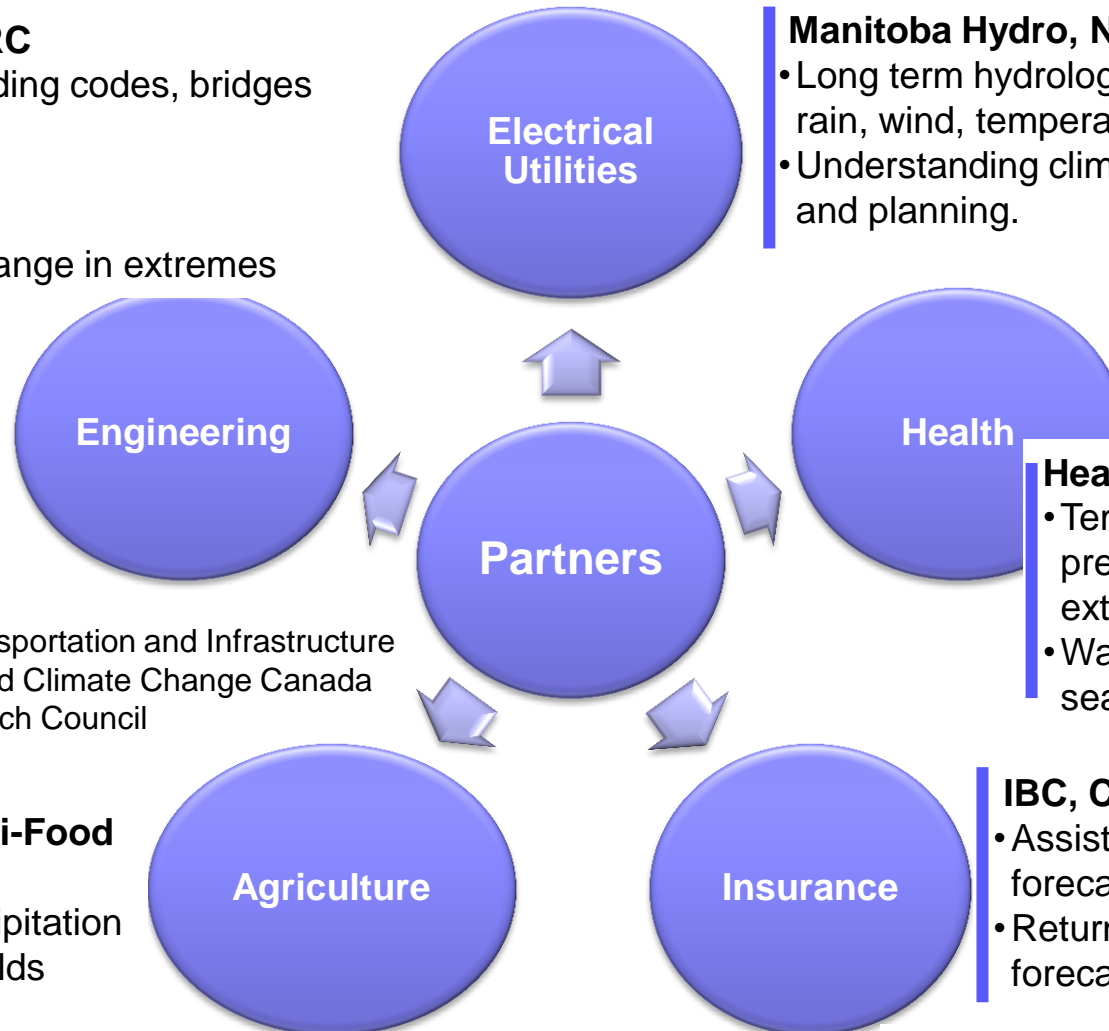 RC
ding codes, bridges
ange in extremes
Electrical
Utilities
Manitoba Hydro, N
• Long term hydrolog
rain, wind, tempera
• Understanding clim
and planning.
Engineering
Health
Hea
• Ter
pre
ext
• Wa
sea
Partners
sportation and Infrastructure
d Climate Change Canada
ch Council
i-Food
ipitation
lds
Agriculture
Insurance
IBC, C
• Assist
foreca
• Return
foreca